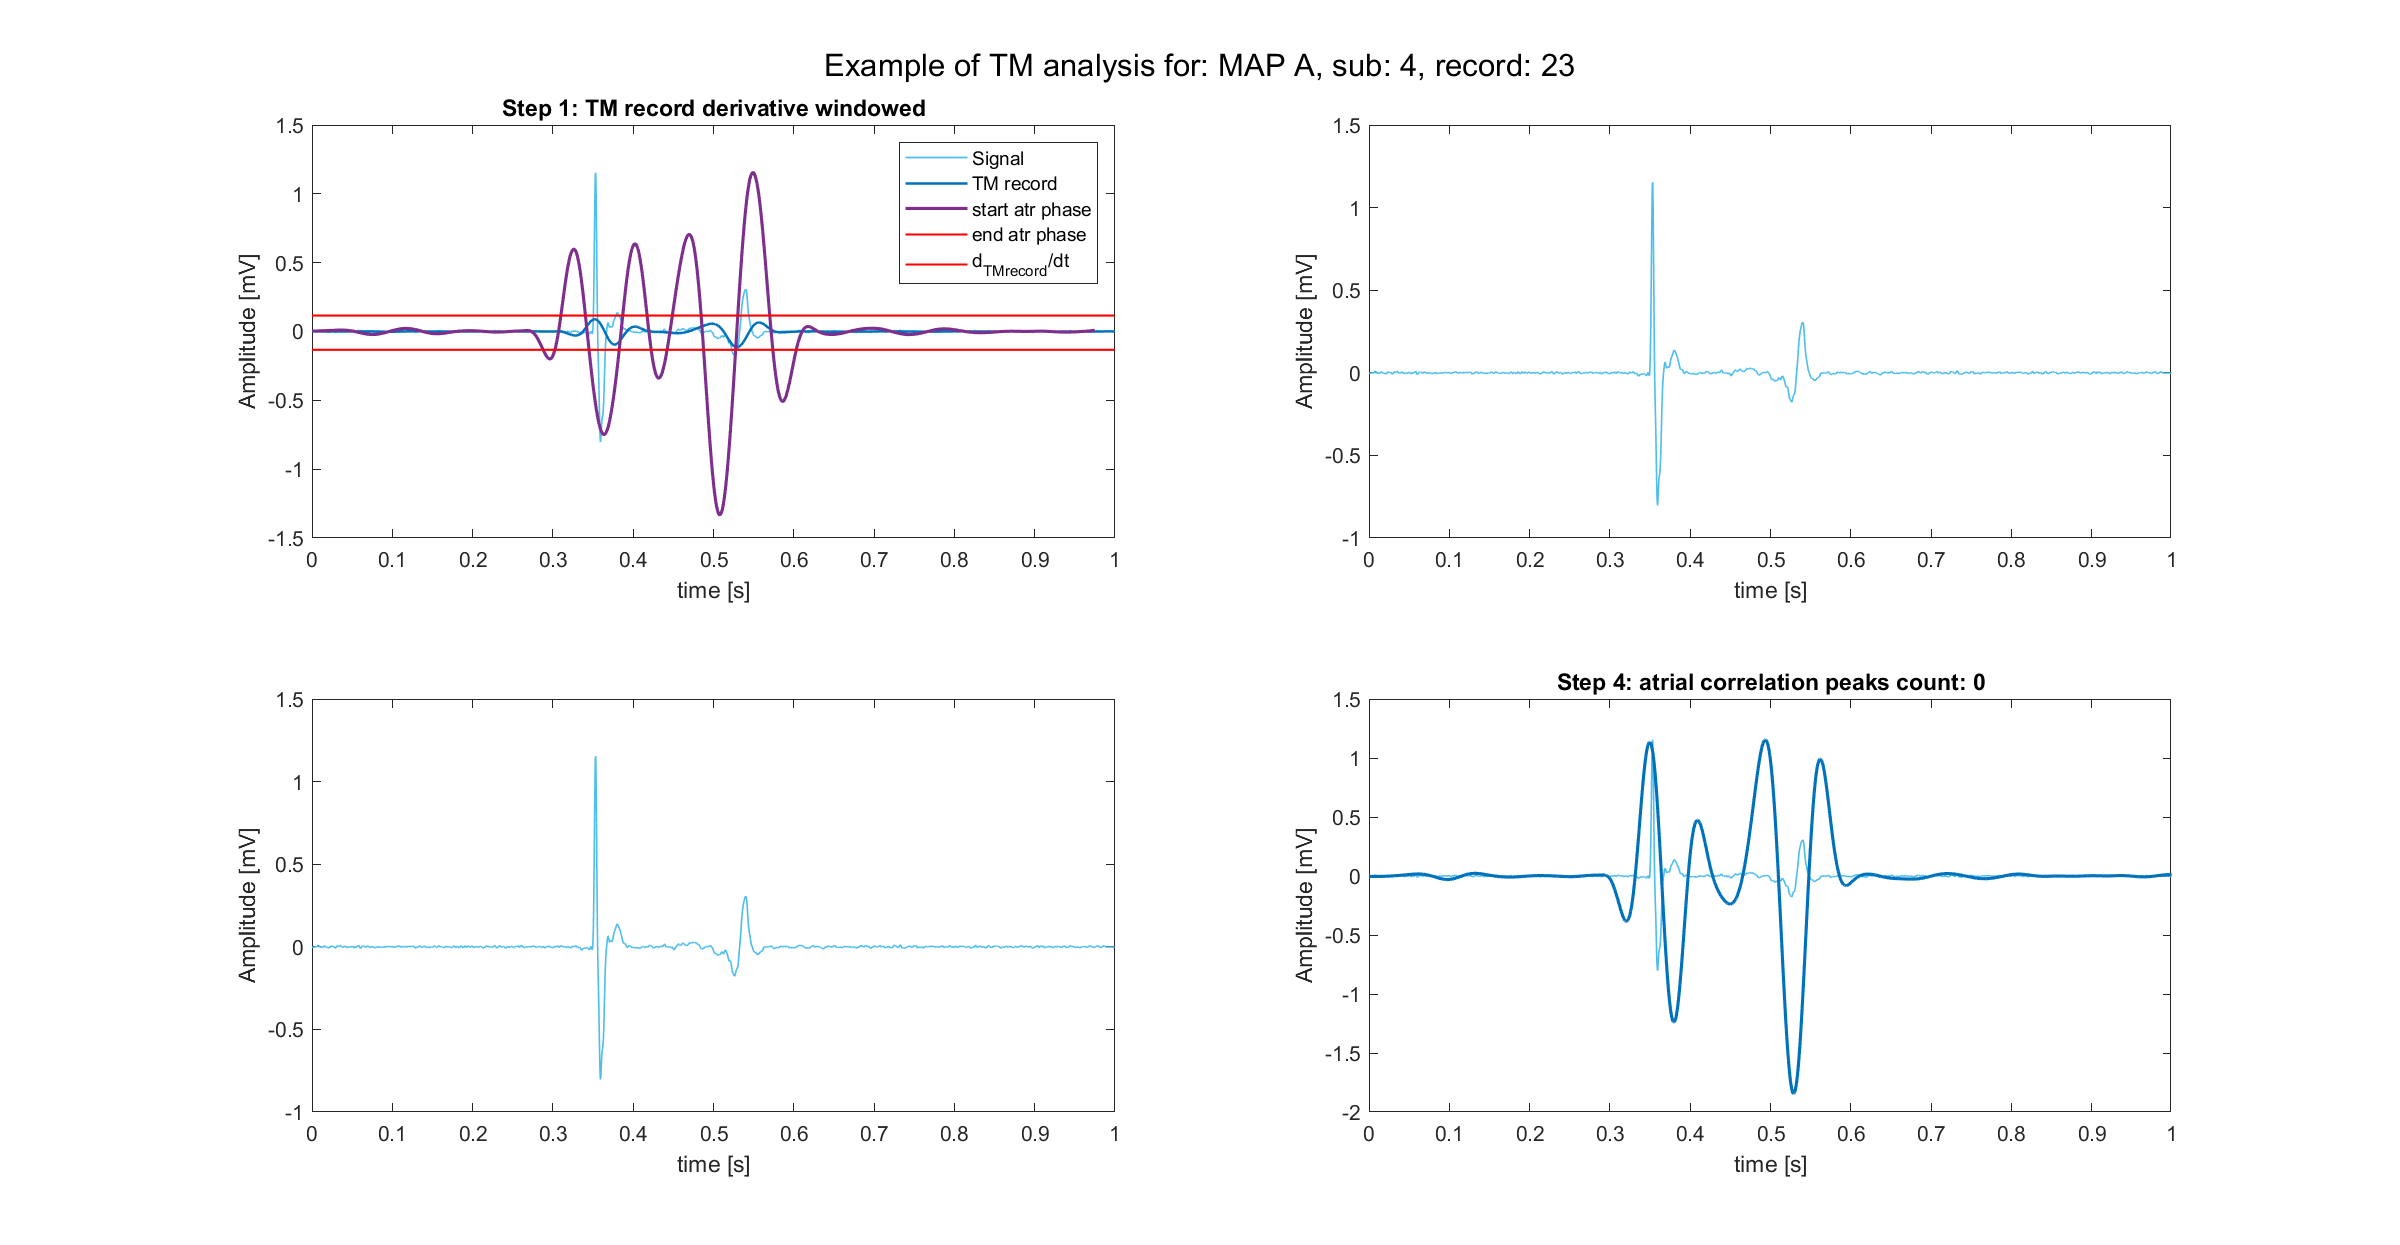 Example of TM analysis for: MAP A, sub: 4, record: 23
Step 1: TM record derivative windowed
1.5
1
0.5
0
-0.5
-1
-1.5
Amplitude [mV]
Signal
TM record
start atr phase
end atr phase
dTMrecord/dt
0 0.1 0.2 0.3 0.4 0.5 0.6 0.7 0.8 0.9 1
time [s]
1.5
1
0.5
0
-0.5
-1
Amplitude [mV]
0 0.1 0.2 0.3 0.4 0.5 0.6 0.7 0.8 0.9 1
time [s]
1.5
1
0.5
0
-0.5
-1
Amplitude [mV]
0 0.1 0.2 0.3 0.4 0.5 0.6 0.7 0.8 0.9 1
time [s]
Step 4: atrial correlation peaks count: 0
1.5
1
0.5
0
-0.5
-1
-1.5
-2
Amplitude [mV]
0 0.1 0.2 0.3 0.4 0.5 0.6 0.7 0.8 0.9 1
time [s]